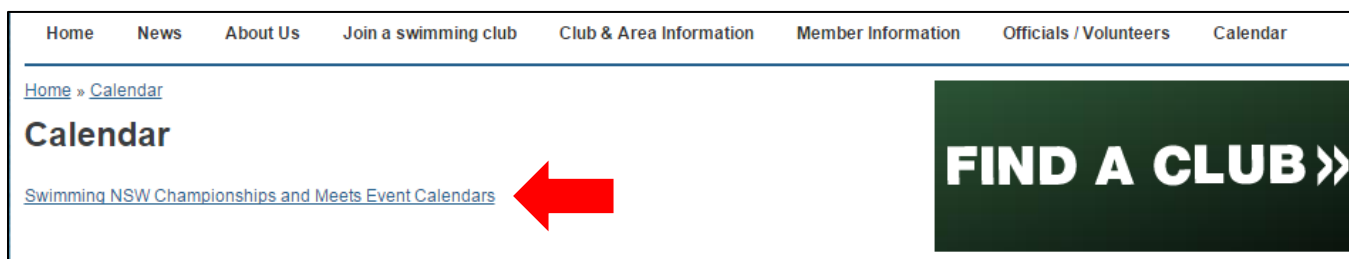 Home News About Us Join a swimming club Club & Area Information Member Information Officials / Volunteers Calendar
Home » Calendar
Calendar
FIND A CLUB »
Swimming NSW Championships and Meets Event Calendars